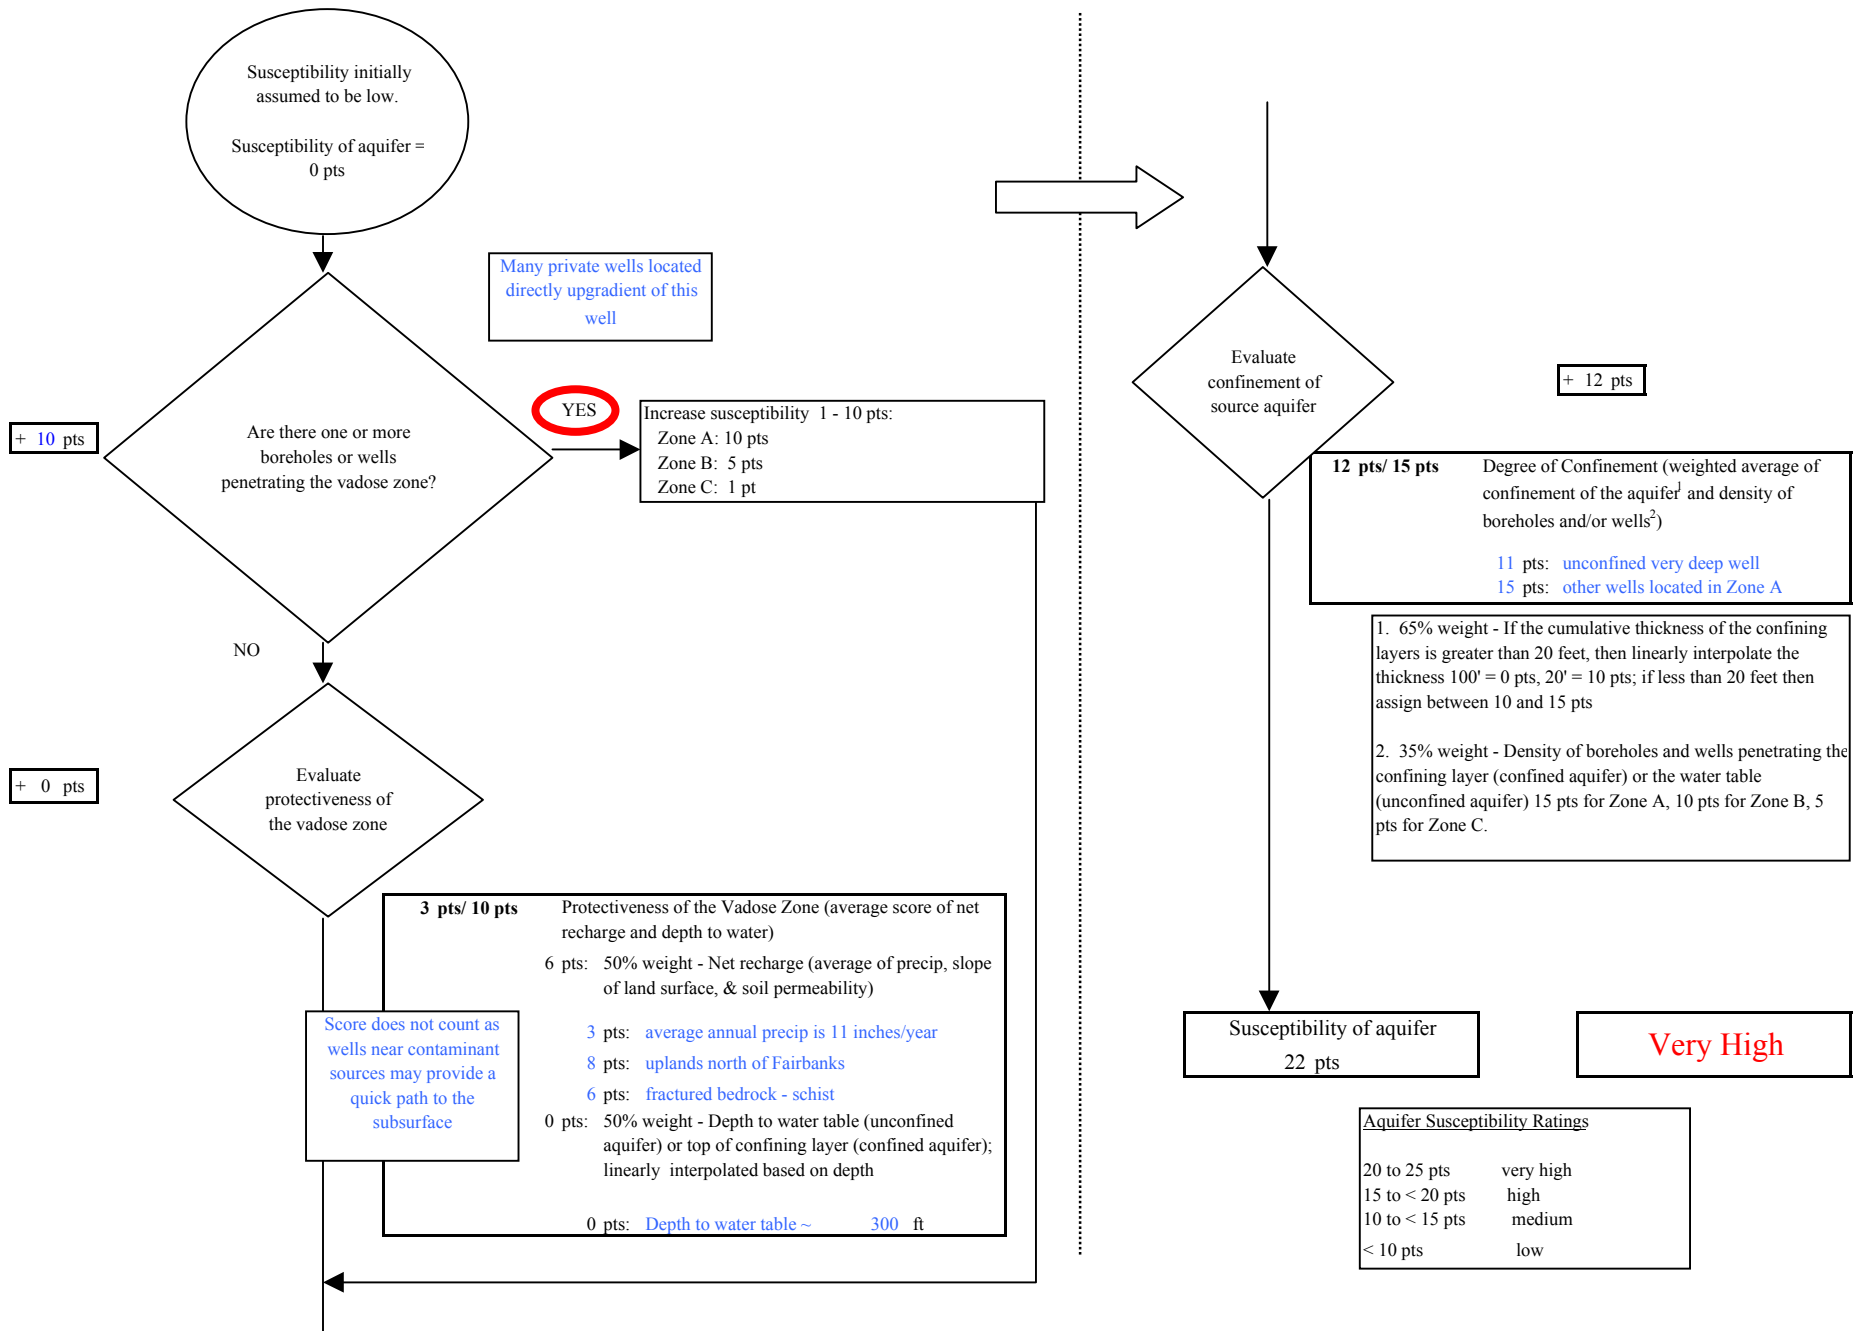 Susceptibility initially
assumed to be low.
Susceptibility of aquifer =
0 pts
Many private wells located
directly upgradient of this
well
+ 10 pts
Are there one or more
boreholes or wells
penetrating the vadose zone?
YES
Increase susceptibility 1 - 10 pts:
Zone A: 10 pts
Zone B: 5 pts
Zone C: 1 pt
NO
+ 0 pts
Evaluate
protectiveness of
the vadose zone
3 pts/ 10 pts Protectiveness of the Vadose Zone (average score of net
recharge and depth to water)
6 pts: 50% weight - Net recharge (average of precip, slope
of land surface, & soil permeability)
3 pts: average annual precip is 11 inches/year
8 pts: uplands north of Fairbanks
6 pts: fractured bedrock - schist
0 pts: 50% weight - Depth to water table (unconfined
aquifer) or top of confining layer (confined aquifer);
linearly interpolated based on depth
0 pts: Depth to water table ~ 300 ft
Score does not count as
wells near contaminant
sources may provide a
quick path to the
subsurface
Evaluate
confinement of
source aquifer
+ 12 pts
12 pts/ 15 pts Degree of Confinement (weighted average of
confinement of the aquifer1 and density of
boreholes and/or wells2)
11 pts: unconfined very deep well
15 pts: other wells located in Zone A
1. 65% weight - If the cumulative thickness of the confining
layers is greater than 20 feet, then linearly interpolate the
thickness 100' = 0 pts, 20' = 10 pts; if less than 20 feet then
assign between 10 and 15 pts
2. 35% weight - Density of boreholes and wells penetrating the
confining layer (confined aquifer) or the water table
(unconfined aquifer) 15 pts for Zone A, 10 pts for Zone B, 5
pts for Zone C.
Susceptibility of aquifer
22 pts
Very High
Aquifer Susceptibility Ratings
20 to 25 pts very high
15 to < 20 pts high
10 to < 15 pts medium
< 10 pts low